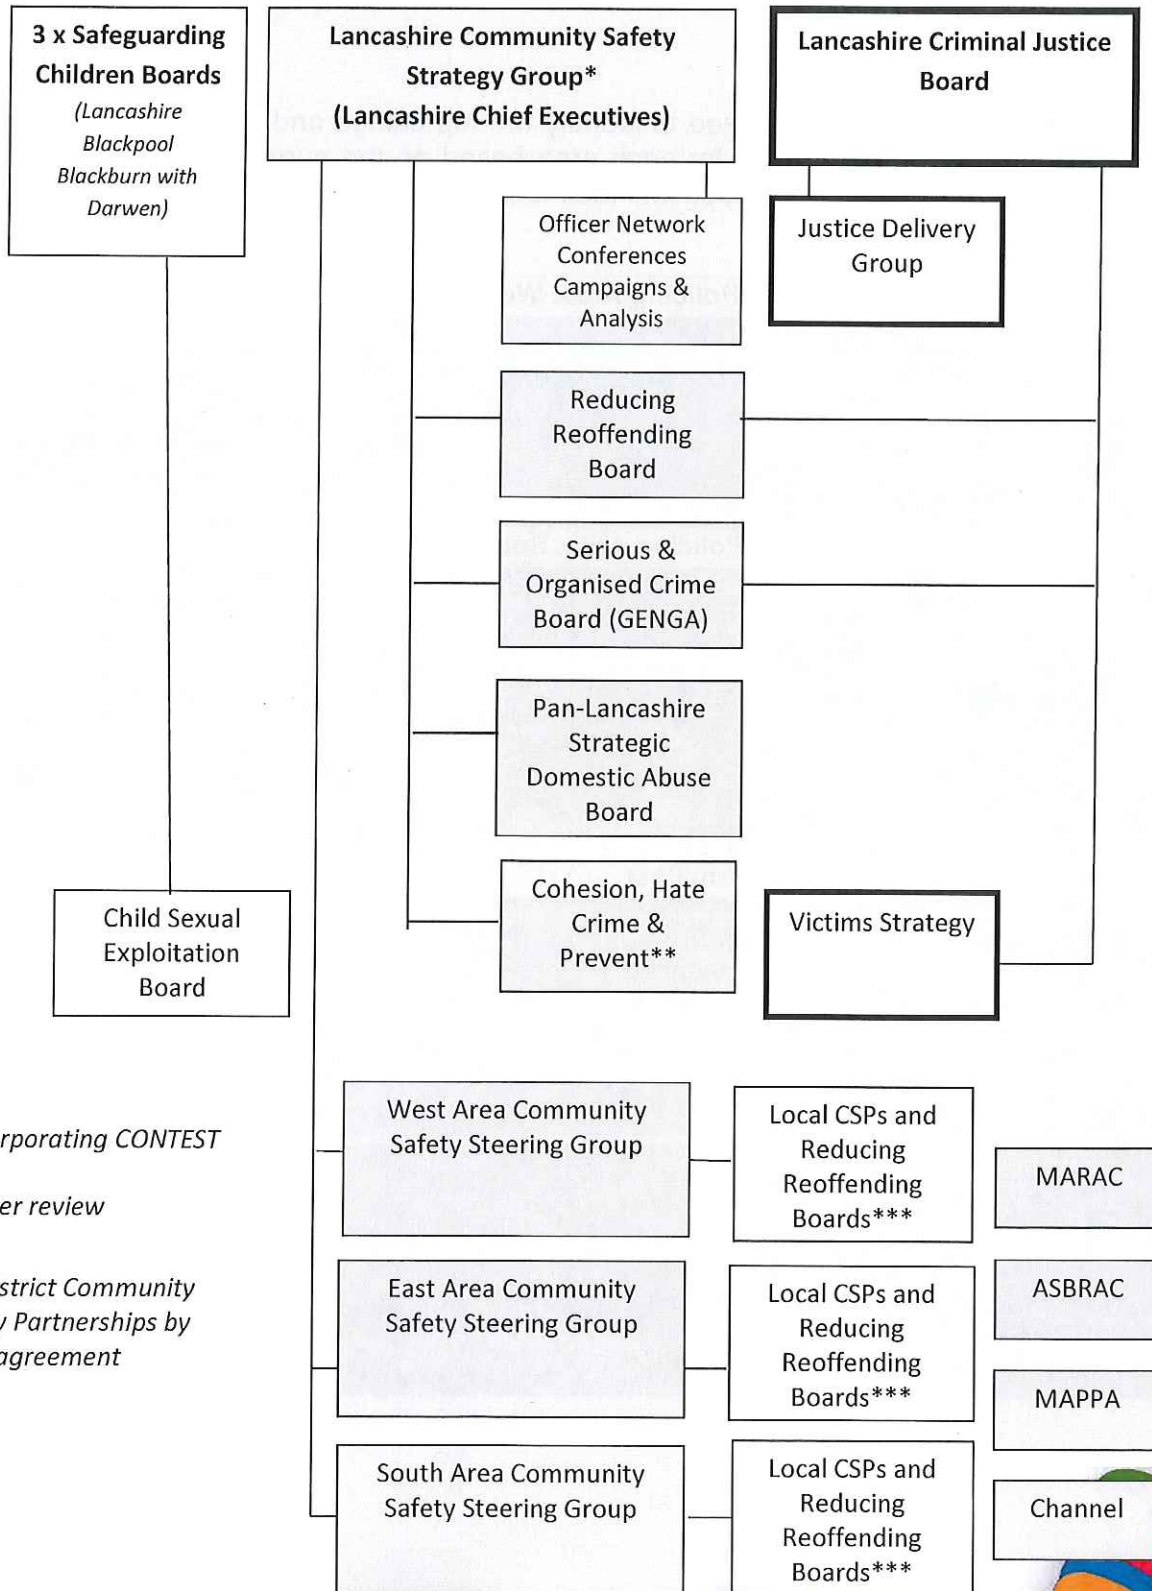 3 x Safeguarding
Children Boards
(Lancashire
Blackpool
Blackburn with
Darwen)
Lancashire Community Safety
Strategy Group*
(Lancashire Chief Executives)
Lancashire Criminal Justice
Board
Officer Network
Conferences
Campaigns &
Analysis
Justice Delivery
Group
Reducing
Reoffending
Board
Serious &
Organised Crime
Board (GENGA)
Pan-Lancashire
Strategic
Domestic Abuse
Board
Cohesion, Hate
Crime &
Prevent**
Child Sexual
Exploitation
Board
Victims Strategy
orporating CONTEST
er review
strict Community
Partnerships by
agreement
West Area Community
Safety Steering Group
Local CSPs and
Reducing
Reoffending
Boards***
East Area Community
Safety Steering Group
Local CSPs and
Reducing
Reoffending
Boards***
South Area Community
Safety Steering Group
Local CSPs and
Reducing
Reoffending
Boards***
MARAC
ASBRAC
MAPPA
Channel